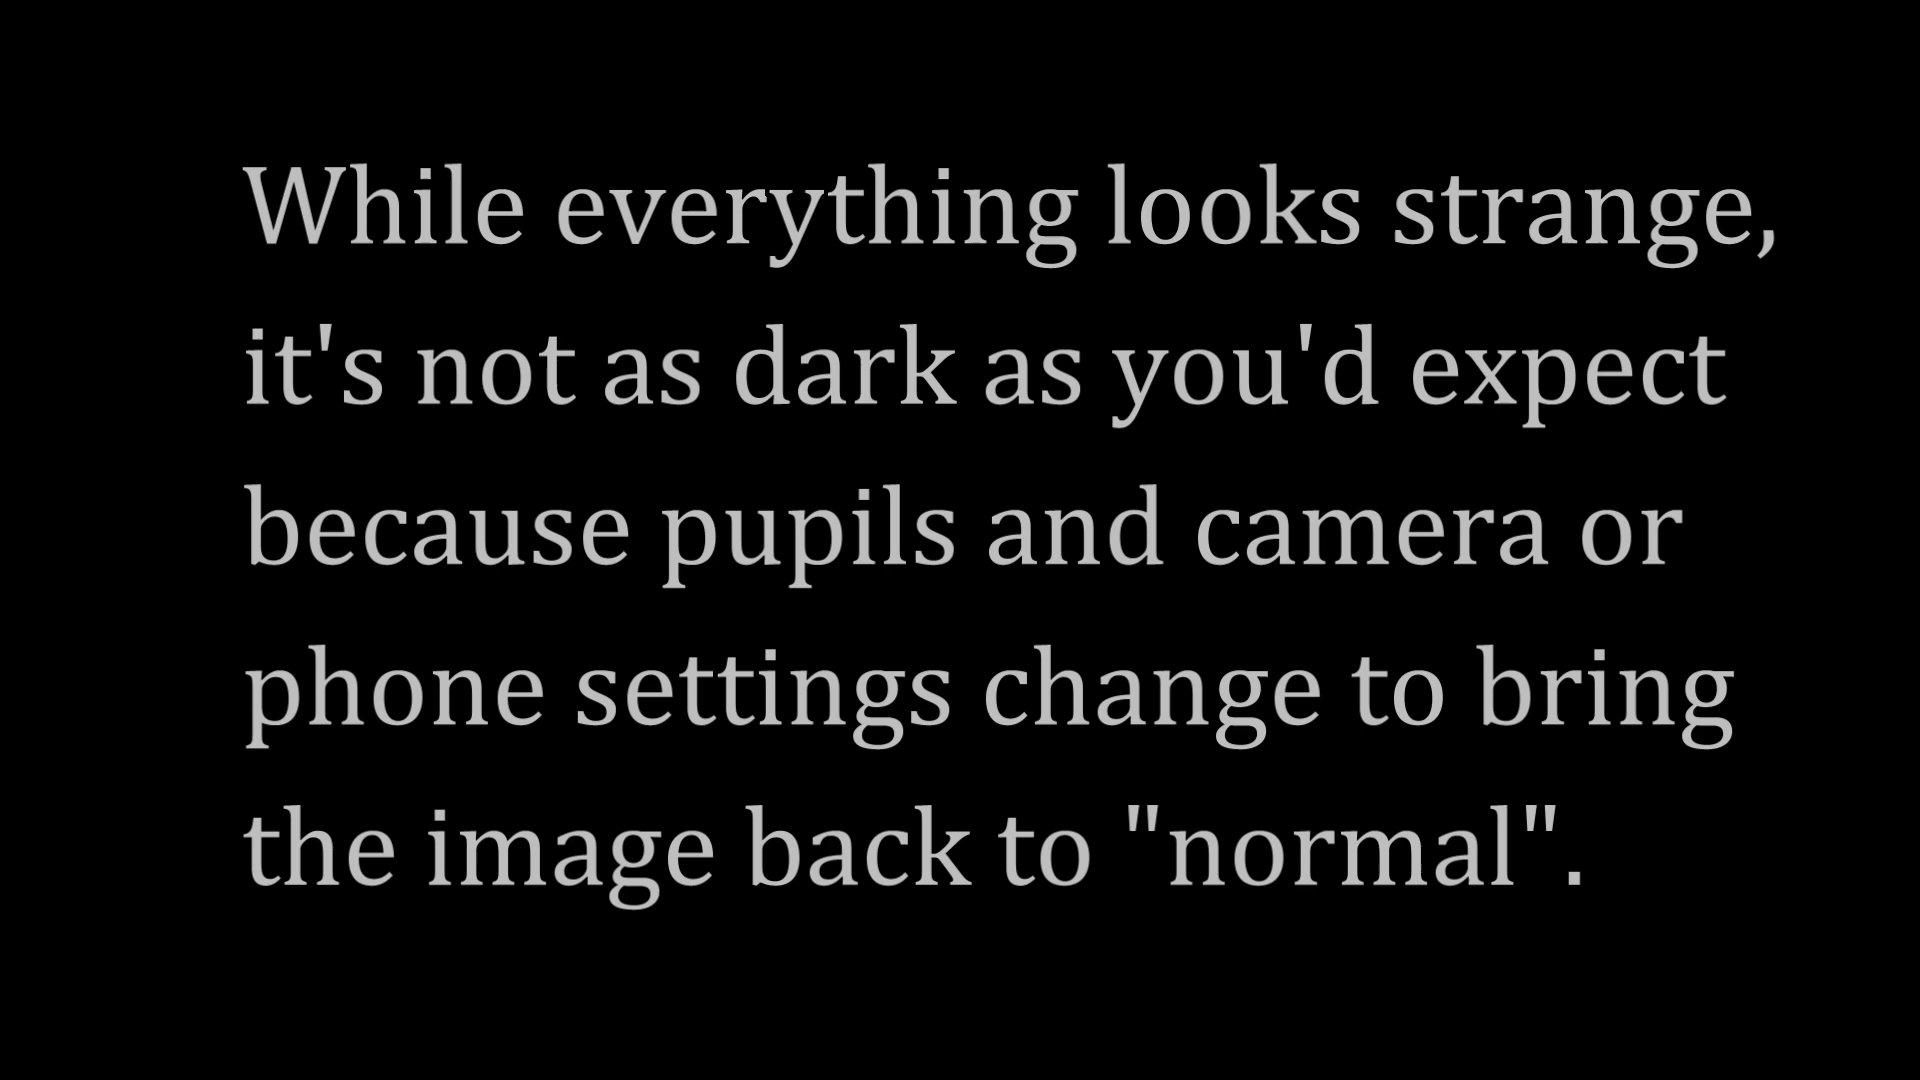 While everything looks strange,
it's not as dark as you'd expect
because pupils and camera or
phone settings change to bring
the image back to "normal".